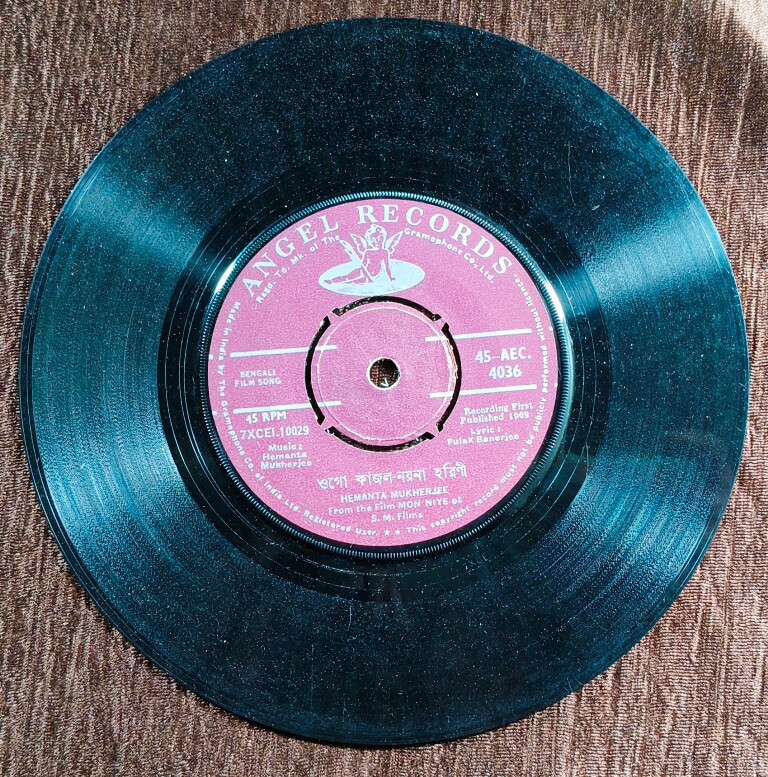 ANGEL RECORDS
Regd. Td. Mk. of The Gramophone Co. Ltd.
BENGALI
FILM SONG
45-AEC.
4036
45 RPM
7XCEI.10029
Music:
Hemanta
Mukherjee
Recording First
Published 1969
Lyric:
Pulak Banerjee
ওগো কাজল-নয়না হরিণী
HEMANTA MUKHERJEE
From the Film MON NIYE of
S. M. Films
Made in India by The Gramophone Co. of India Ltd. Registered User. ★ ★ This copyright record must not be publicly performed without licence.